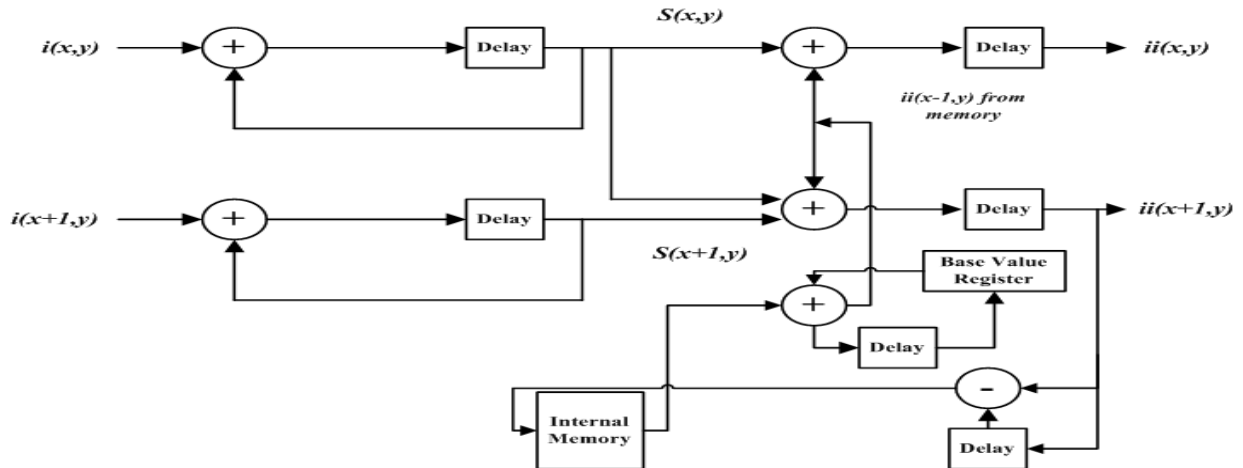 S(x,y)
i(x,y)
+
Delay
+
Delay
ii(x,y)
ii(x-1,y) from
memory
i(x+1,y)
+
Delay
+
Delay
ii(x+1,y)
S(x+1,y)
Base Value
Register
+
Delay
-
Internal
Memory
Delay